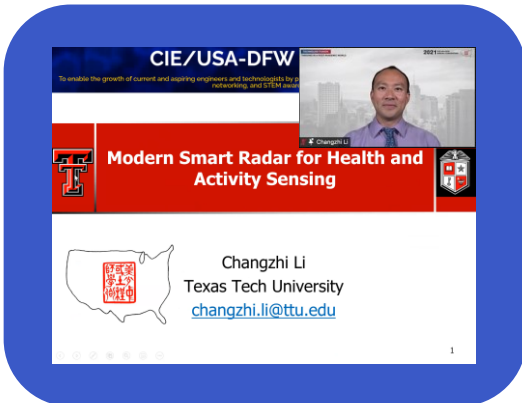 CIE/USA-DFW
To enable the growth of current and aspiring engineers and technologists by p
networking, and STEM awar
2021
Changzhi Li
Modern Smart Radar for Health and
Activity Sensing
Changzhi Li
Texas Tech University
changzhi.li@ttu.edu
1